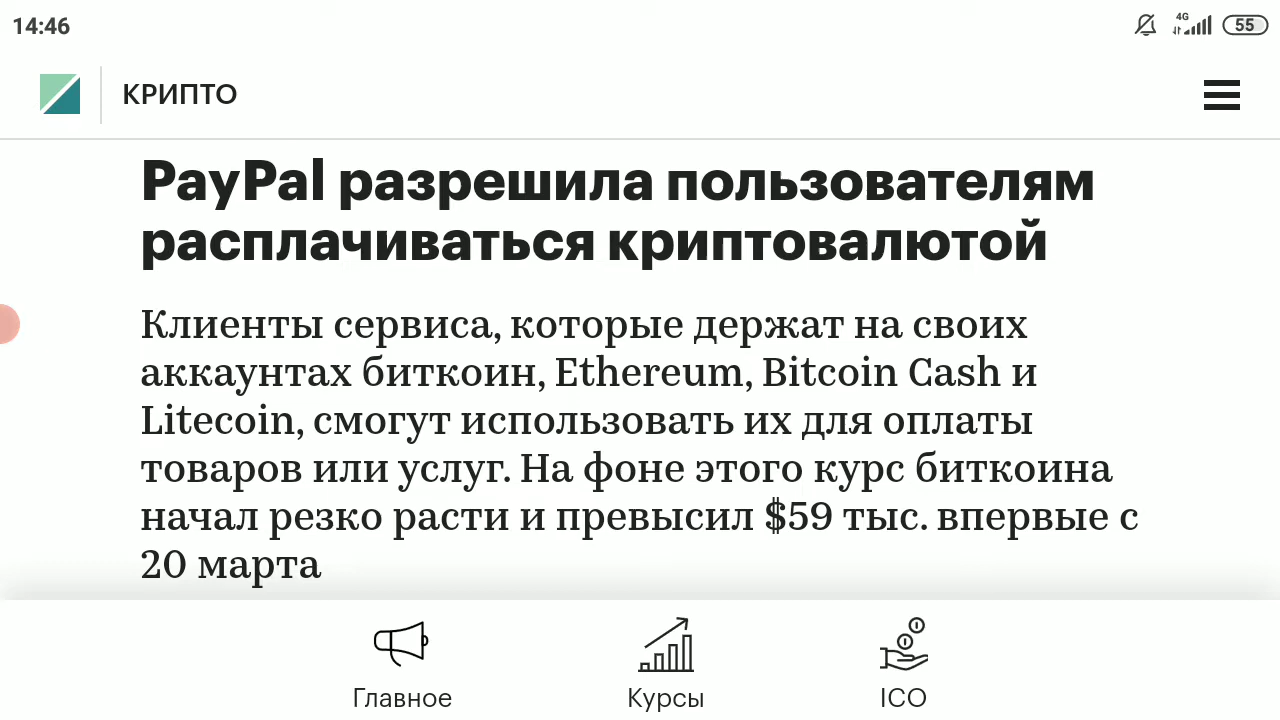 14:46
4G
55
КРИПТО
PayPal разрешила пользователям
расплачиваться криптовалютой
Клиенты сервиса, которые держат на своих
аккаунтах биткоин, Ethereum, Bitcoin Cash и
Litecoin, смогут использовать их для оплаты
товаров или услуг. На фоне этого курс биткоина
начал резко расти и превысил $59 тыс. впервые с
20 марта
Главное
Курсы
ICO